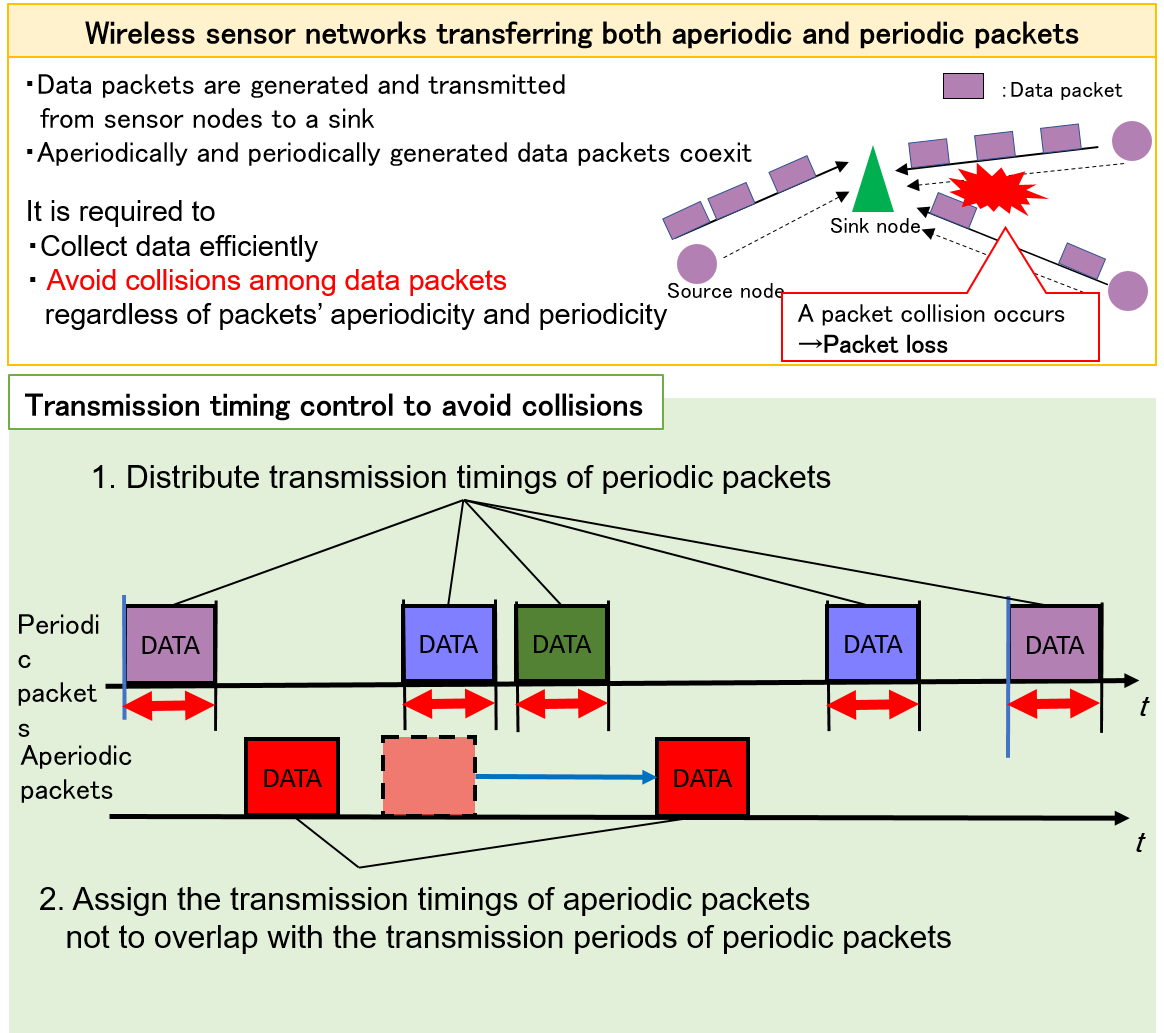 Wireless sensor networks transferring both aperiodic and periodic packets
・Data packets are generated and transmitted
from sensor nodes to a sink
・Aperiodically and periodically generated data packets coexit
: Data packet
It is required to
・Collect data efficiently
・Avoid collisions among data packets
regardless of packets’ aperiodicity and periodicity
Sink node
Source node
A packet collision occurs
→Packet loss
Transmission timing control to avoid collisions
1. Distribute transmission timings of periodic packets
Periodi
c
packet
s
DATA DATA DATA DATA DATA
t
Aperiodic
packets
DATA DATA
t
2. Assign the transmission timings of aperiodic packets
not to overlap with the transmission periods of periodic packets